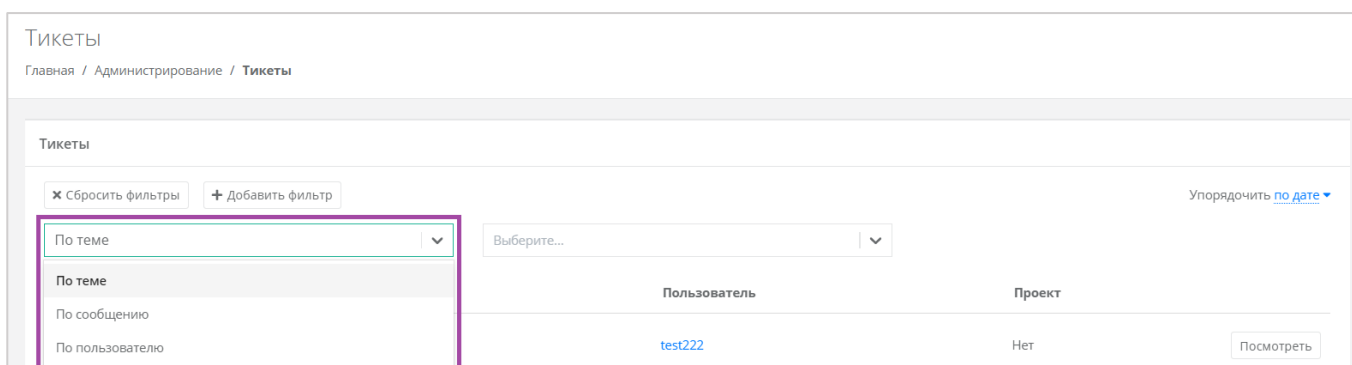 Тикеты
Главная / Администрирование / Тикеты
Тикеты
Сбросить фильтры
Добавить фильтр
Упорядочить по дате
По теме
Выберите...
По теме
По сообщению
По пользователю
Пользователь
Проект
test222
Нет
Посмотреть